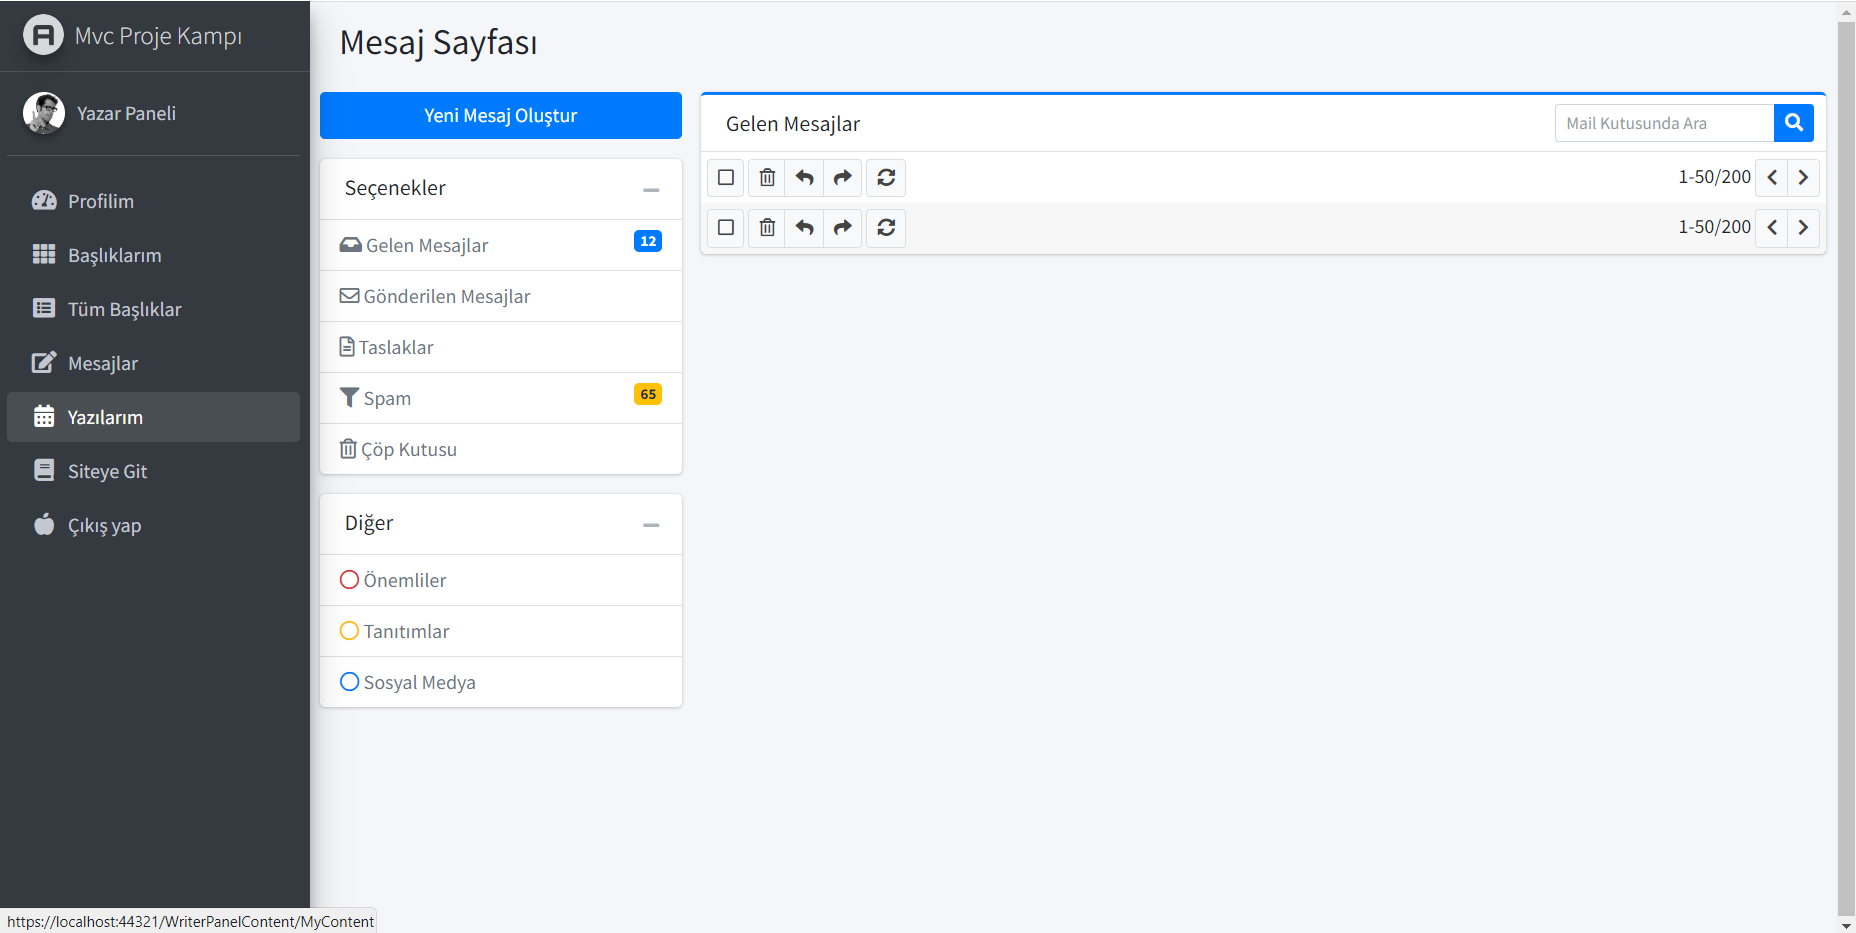 Mvc Proje Kampı
Yazar Paneli
Profilim
Başlıklarım
Tüm Başlıklar
Mesajlar
Yazılarım
Siteye Git
Çıkış yap
Mesaj Sayfası
Yeni Mesaj Oluştur
Seçenekler
Gelen Mesajlar 12
Gönderilen Mesajlar
Taslaklar
Spam 65
Çöp Kutusu
Diğer
Önemliler
Tanıtımlar
Sosyal Medya
Gelen Mesajlar
Mail Kutusunda Ara
1-50/200
1-50/200
https://localhost:44321/WriterPanelContent/MyContent